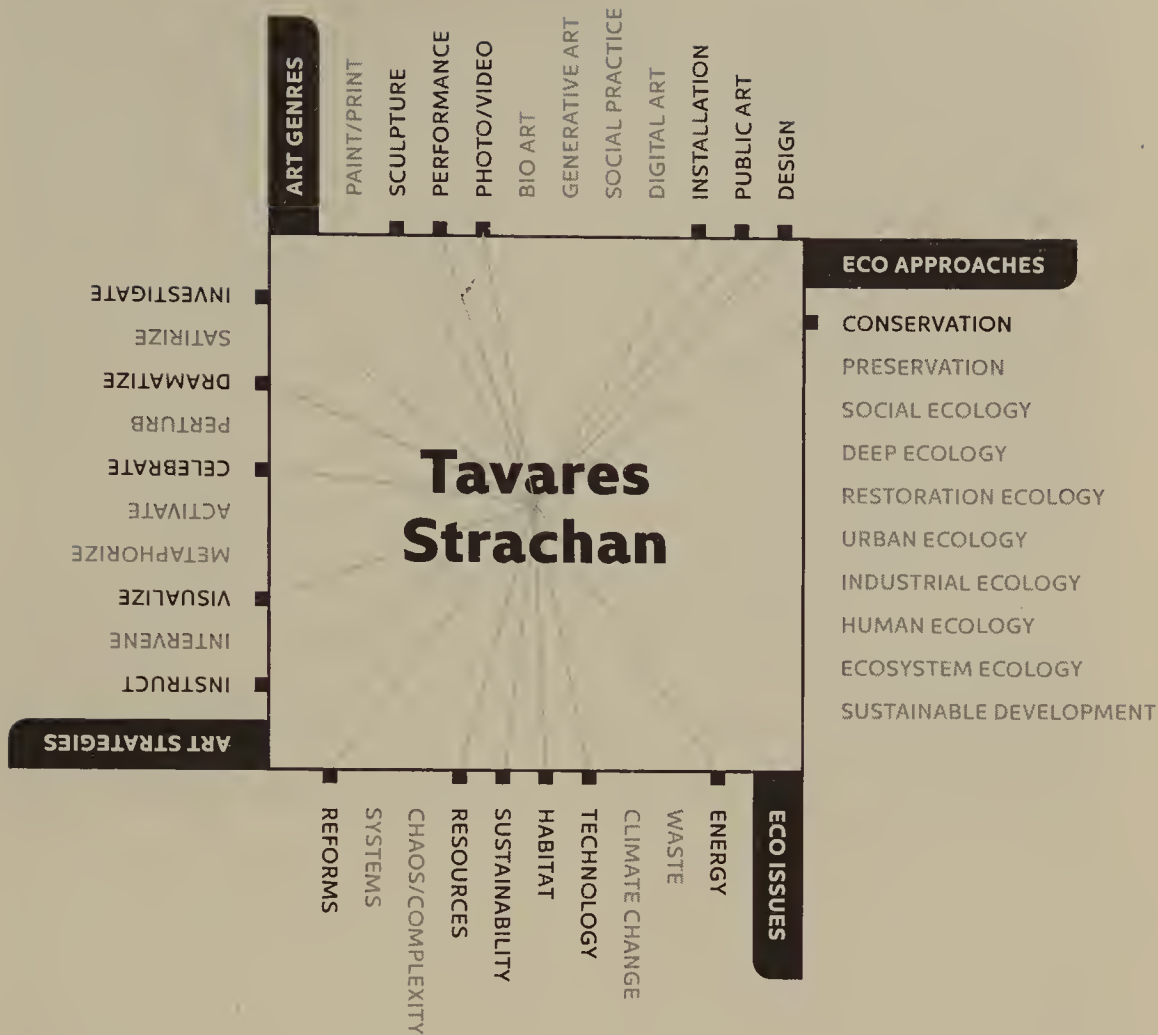 ART GENRES
PAINT/PRINT
SCULPTURE
PERFORMANCE
PHOTO/VIDEO
BIO ART
GENERATIVE ART
SOCIAL PRACTICE
DIGITAL ART
INSTALLATION
PUBLIC ART
DESIGN
ECO APPROACHES
CONSERVATION
PRESERVATION
SOCIAL ECOLOGY
DEEP ECOLOGY
RESTORATION ECOLOGY
URBAN ECOLOGY
INDUSTRIAL ECOLOGY
HUMAN ECOLOGY
ECOSYSTEM ECOLOGY
SUSTAINABLE DEVELOPMENT
Tavares
Strachan
ECO ISSUES
ENERGY
WASTE
CLIMATE CHANGE
TECHNOLOGY
HABITAT
SUSTAINABILITY
RESOURCES
CHAOS/COMPLEXITY
SYSTEMS
REFORMS
ART STRATEGIES
INSTRUCT
INTERVENE
VISUALIZE
METAPHORIZE
ACTIVATE
CELEBRATE
PERTURB
DRAMATIZE
SATIRIZE
INVESTIGATE